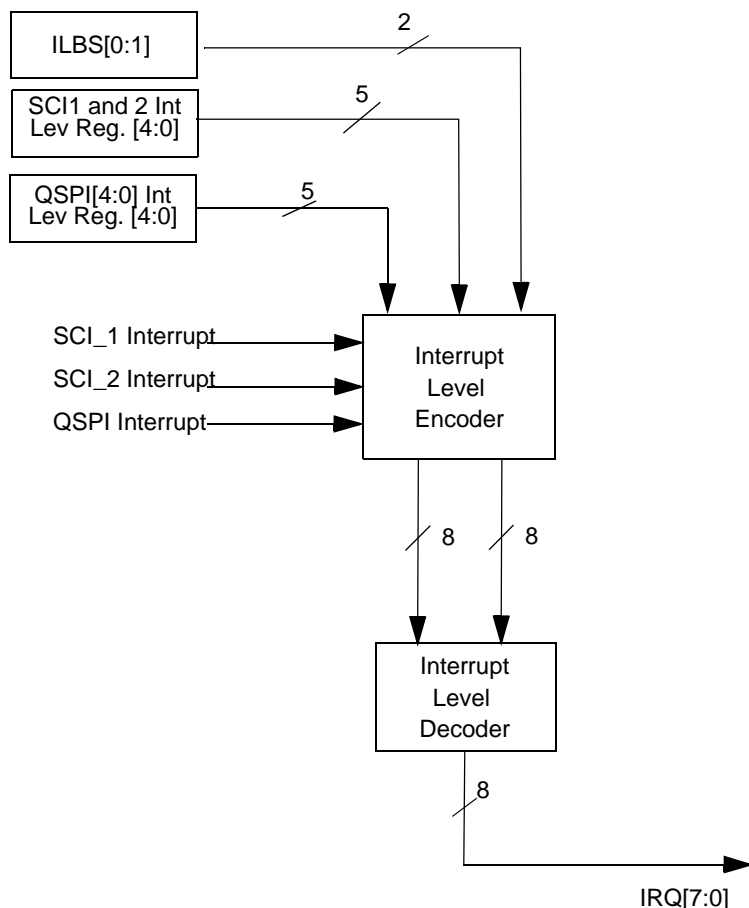 ILBS[0:1]
2
SCI1 and 2 Int
Lev Reg. [4:0]
5
QSPI[4:0] Int
Lev Reg. [4:0]
5
SCI_1 Interrupt
SCI_2 Interrupt
QSPI Interrupt
Interrupt
Level
Encoder
8
8
Interrupt
Level
Decoder
8
IRQ[7:0]